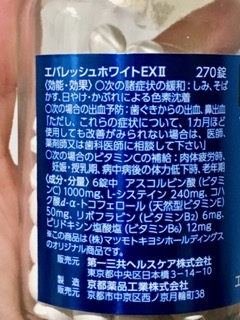 エバレッシュホワイトEXⅡ 270錠
〈効能・効果〉○次の諸症状の緩和:しみ、そば
かす、日やけ・かぶれによる色素沈着
○次の出血予防:歯ぐきからの出血、鼻出血
「ただし、これらの症状について、1カ月ほど
使用しても改善がみられない場合は、医師、
薬剤師又は歯科医師に相談して下さい」
○次の場合のビタミンCの補給:肉体疲労時、
妊娠・授乳期、病中病後の体力低下時、老年期
〈成分・分量〉6錠中 アスコルビン酸(ビタミ
ンC)1000mg、L-システイン240mg、コハ
ク酸d-α-トコフェロール(天然型ビタミンE)
50mg、リボフラビン(ビタミンB2)6mg、ピ
リドキシン塩酸塩(ビタミンB6)12mg
※この商品は(株)マツモトキヨシホールディングス
のオリジナル商品です。
販売元 第一三共ヘルスケア株式会社
東京都中央区日本橋3-14-10
製造
販売元 京都薬品工業株式会社
京都市中京区西ノ京月輪町38